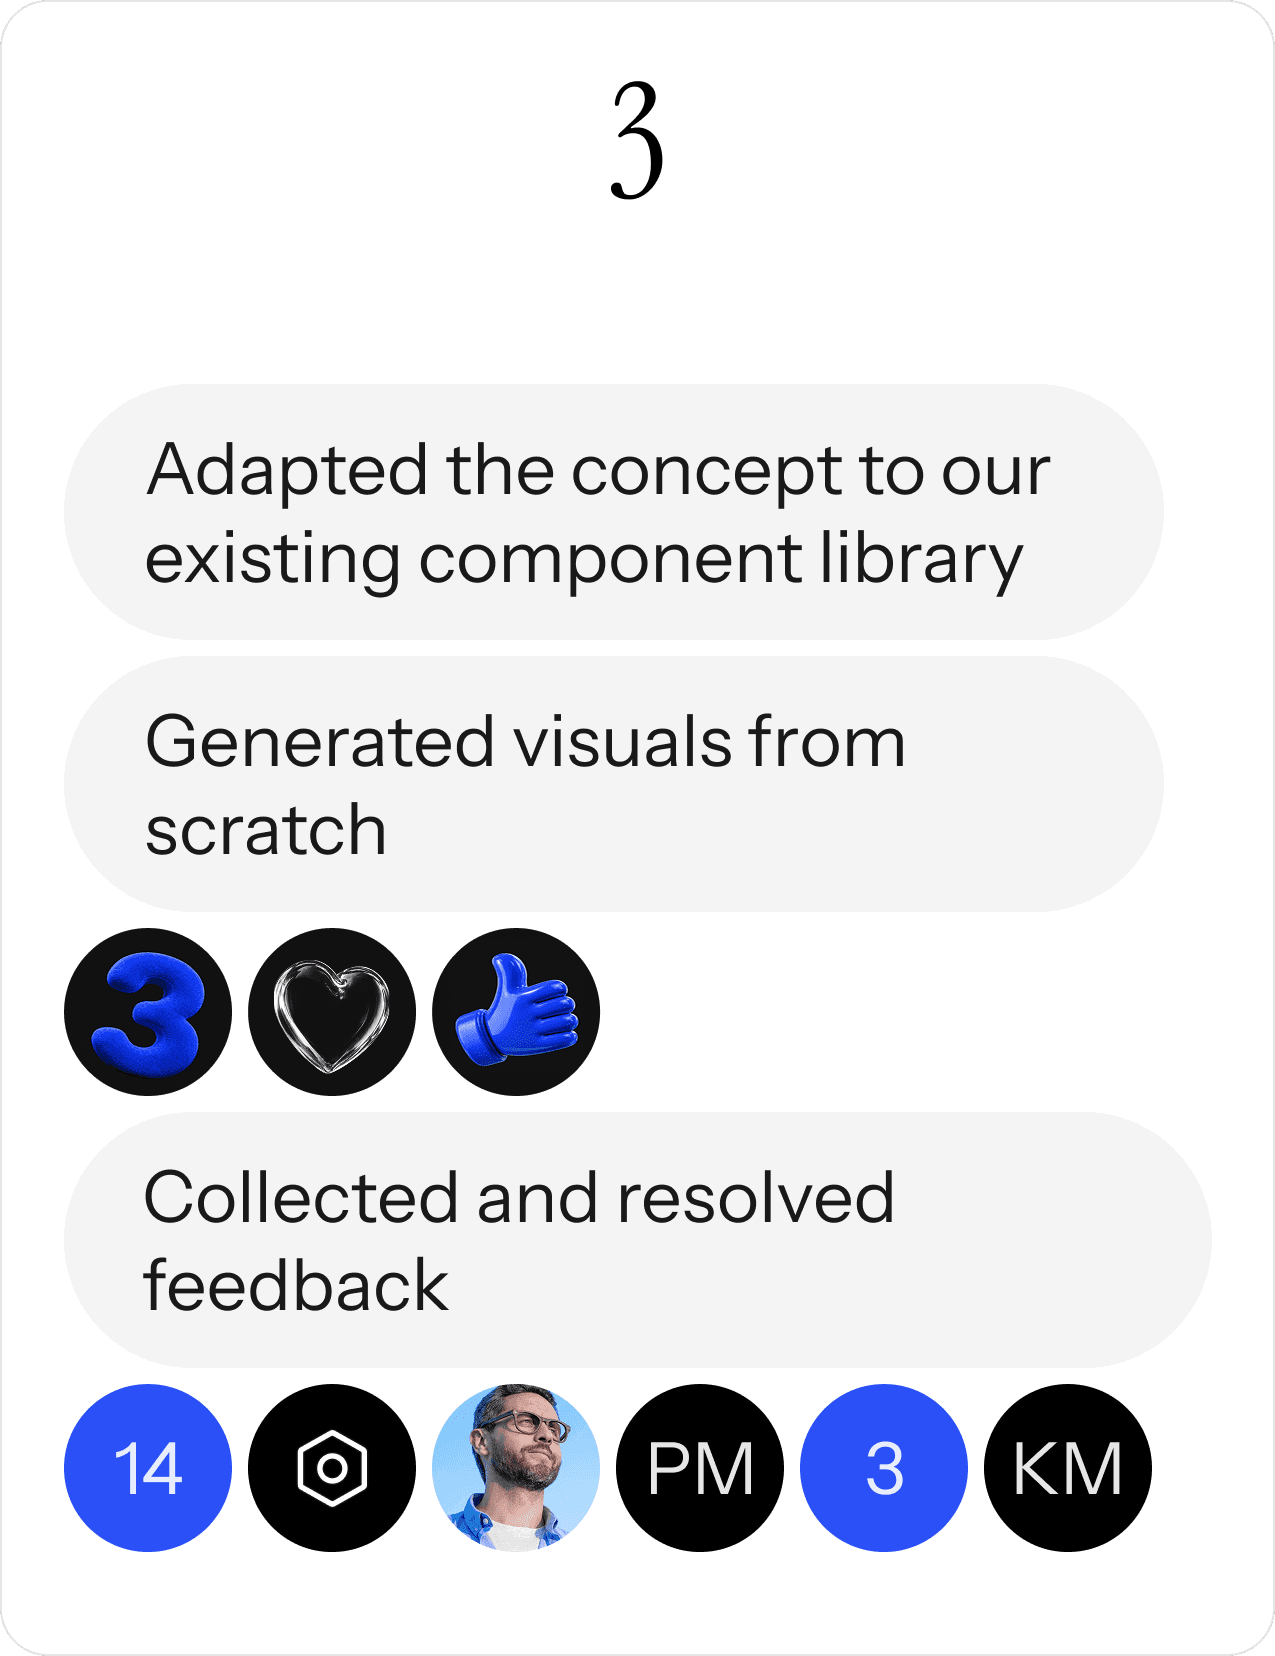 3
Adapted the concept to our
existing component library
Generated visuals from
scratch
3
Collected and resolved
feedback
14 PM 3 KM